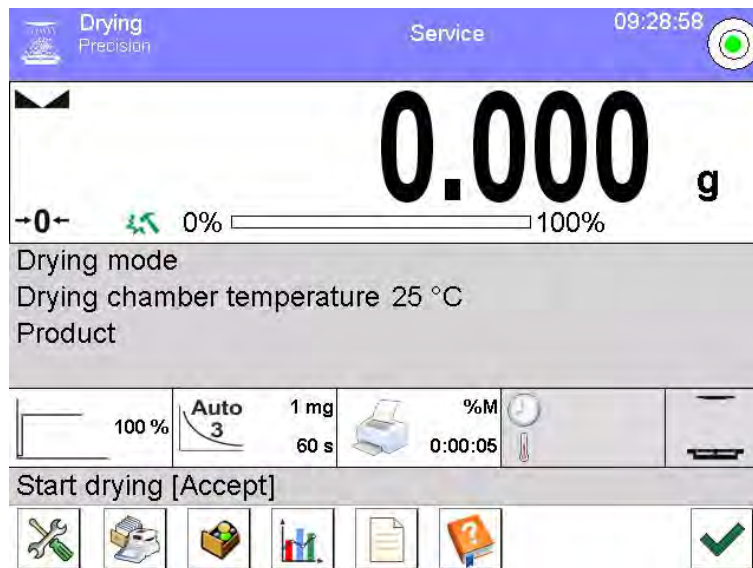 Drying
Service
09:28:58
Precision
0.000 g
→0← 0% 100%
Drying mode
Drying chamber temperature 25 °C
Product
100 % Auto 1 mg %M
3 60 s 0:00:05
Start drying [Accept]
?